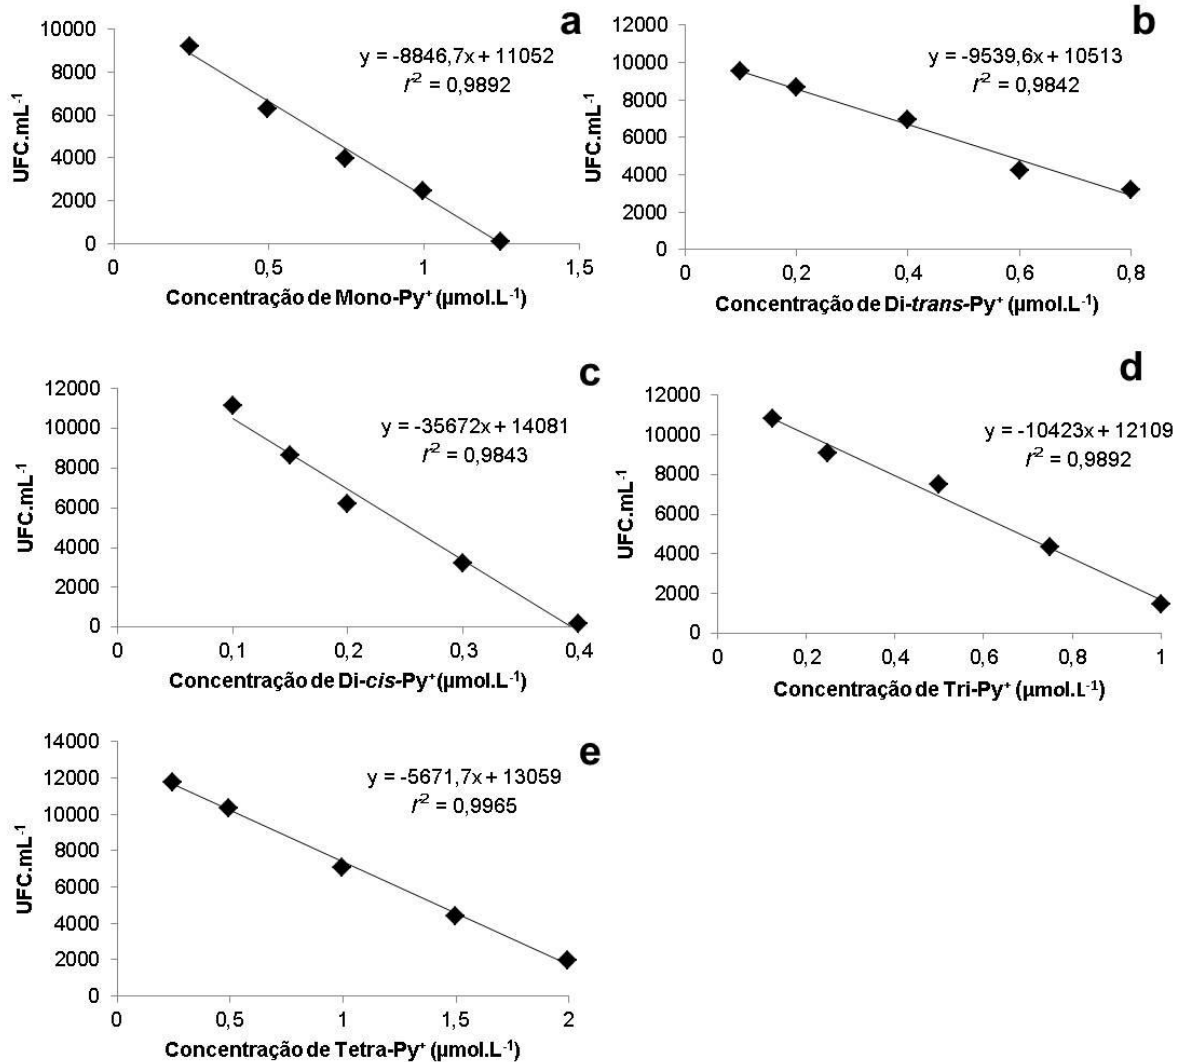 a
y = -8846,7x + 11052
r² = 0,9892
UFC.mL⁻¹
10000
8000
6000
4000
2000
0
0 0,5 1 1,5
Concentração de Mono-Py⁺ (µmol.L⁻¹)
b
y = -9539,6x + 10513
r² = 0,9842
UFC.mL⁻¹
12000
10000
8000
6000
4000
2000
0
0 0,2 0,4 0,6 0,8
Concentração de Di-trans-Py⁺ (µmol.L⁻¹)
c
y = -35672x + 14081
r² = 0,9843
UFC.mL⁻¹
12000
10000
8000
6000
4000
2000
0
0 0,1 0,2 0,3 0,4
Concentração de Di-cis-Py⁺(µmol.L⁻¹)
d
y = -10423x + 12109
r² = 0,9892
UFC.mL⁻¹
12000
10000
8000
6000
4000
2000
0
0 0,2 0,4 0,6 0,8 1
Concentração de Tri-Py⁺ (µmol.L⁻¹)
e
y = -5671,7x + 13059
r² = 0,9965
UFC.mL⁻¹
14000
12000
10000
8000
6000
4000
2000
0
0 0,5 1 1,5 2
Concentração de Tetra-Py⁺ (µmol.L⁻¹)